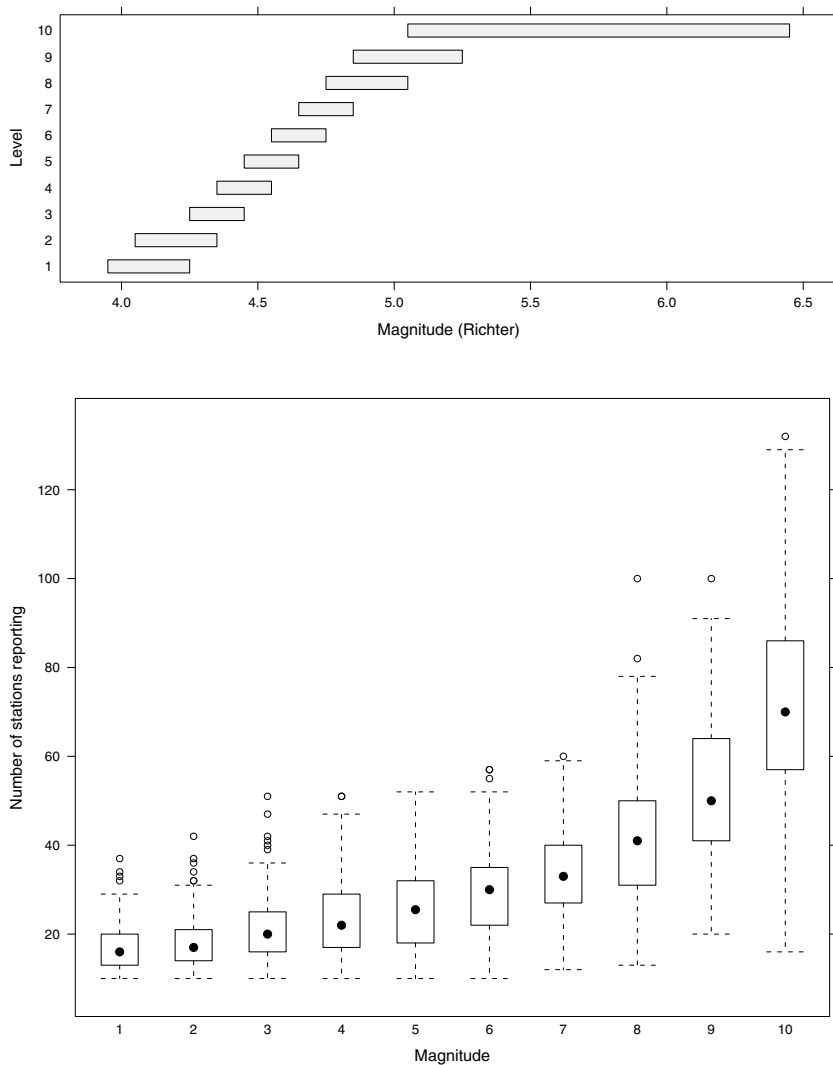 10
9
8
7
6
5
4
3
2
1
Level
4.0 4.5 5.0 5.5 6.0 6.5
Magnitude (Richter)
120
100
80
60
40
20
Number of stations reporting
1 2 3 4 5 6 7 8 9 10
Magnitude